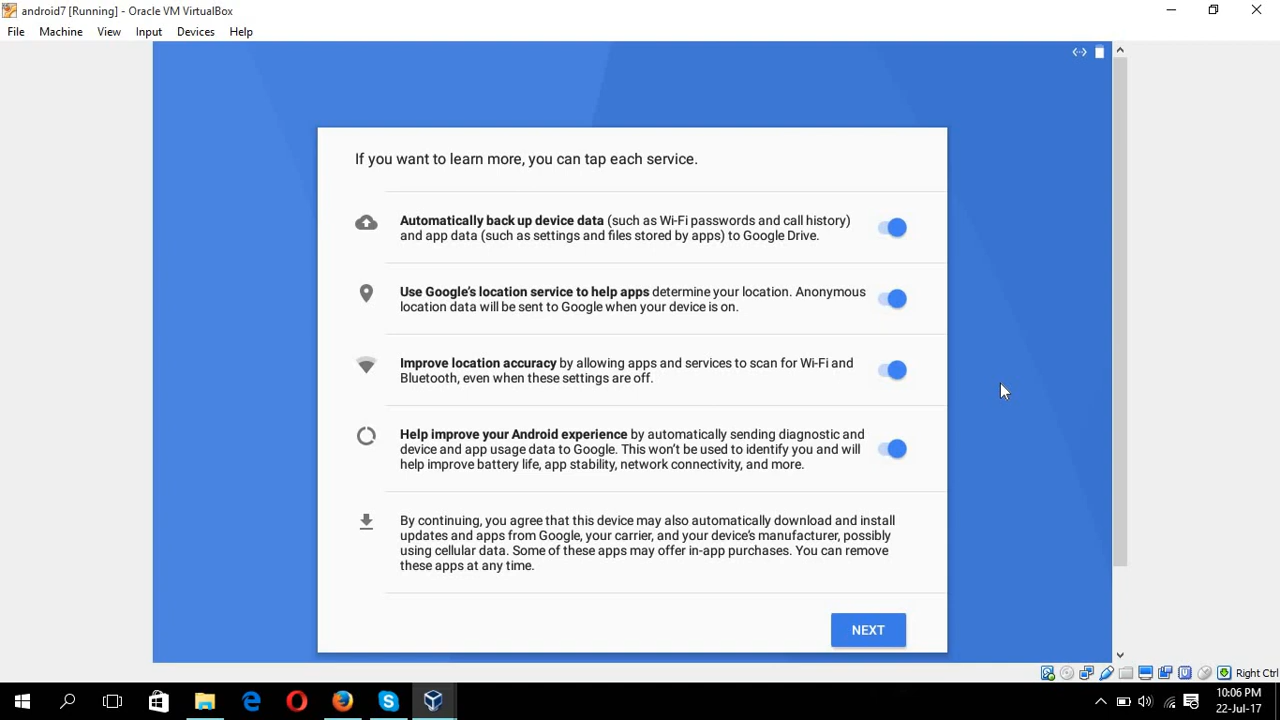 android7 [Running] - Oracle VM VirtualBox
File Machine View Input Devices Help
If you want to learn more, you can tap each service.
Automatically back up device data (such as Wi-Fi passwords and call history)
and app data (such as settings and files stored by apps) to Google Drive.
Use Google's location service to help apps determine your location. Anonymous
location data will be sent to Google when your device is on.
Improve location accuracy by allowing apps and services to scan for Wi-Fi and
Bluetooth, even when these settings are off.
Help improve your Android experience by automatically sending diagnostic and
device and app usage data to Google. This won't be used to identify you and will
help improve battery life, app stability, network connectivity, and more.
By continuing, you agree that this device may also automatically download and install
updates and apps from Google, your carrier, and your device's manufacturer, possibly
using cellular data. Some of these apps may offer in-app purchases. You can remove
these apps at any time.
NEXT
Right Ctrl
10:06 PM
22-Jul-17